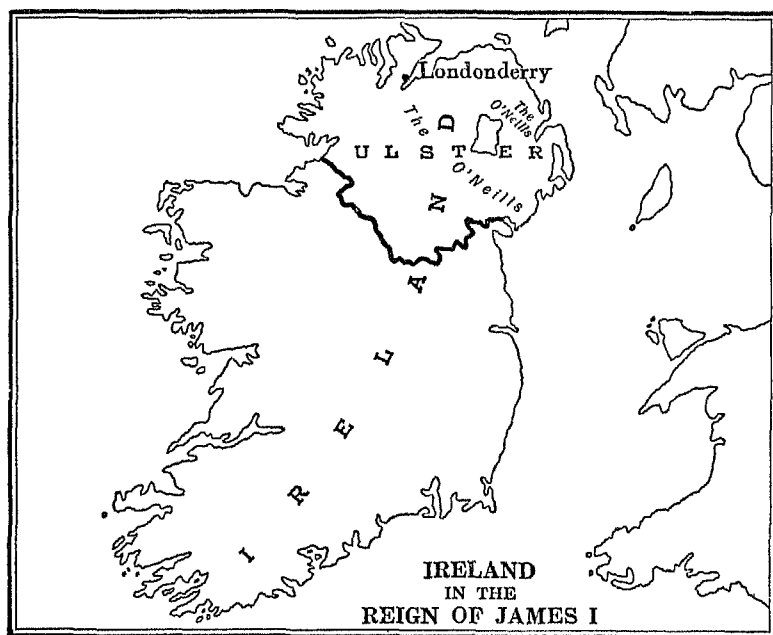 Londonderry
The O'Neills
The
O'Neills
ULSTER
IRELAND
IRELAND
IN THE
REIGN OF JAMES I